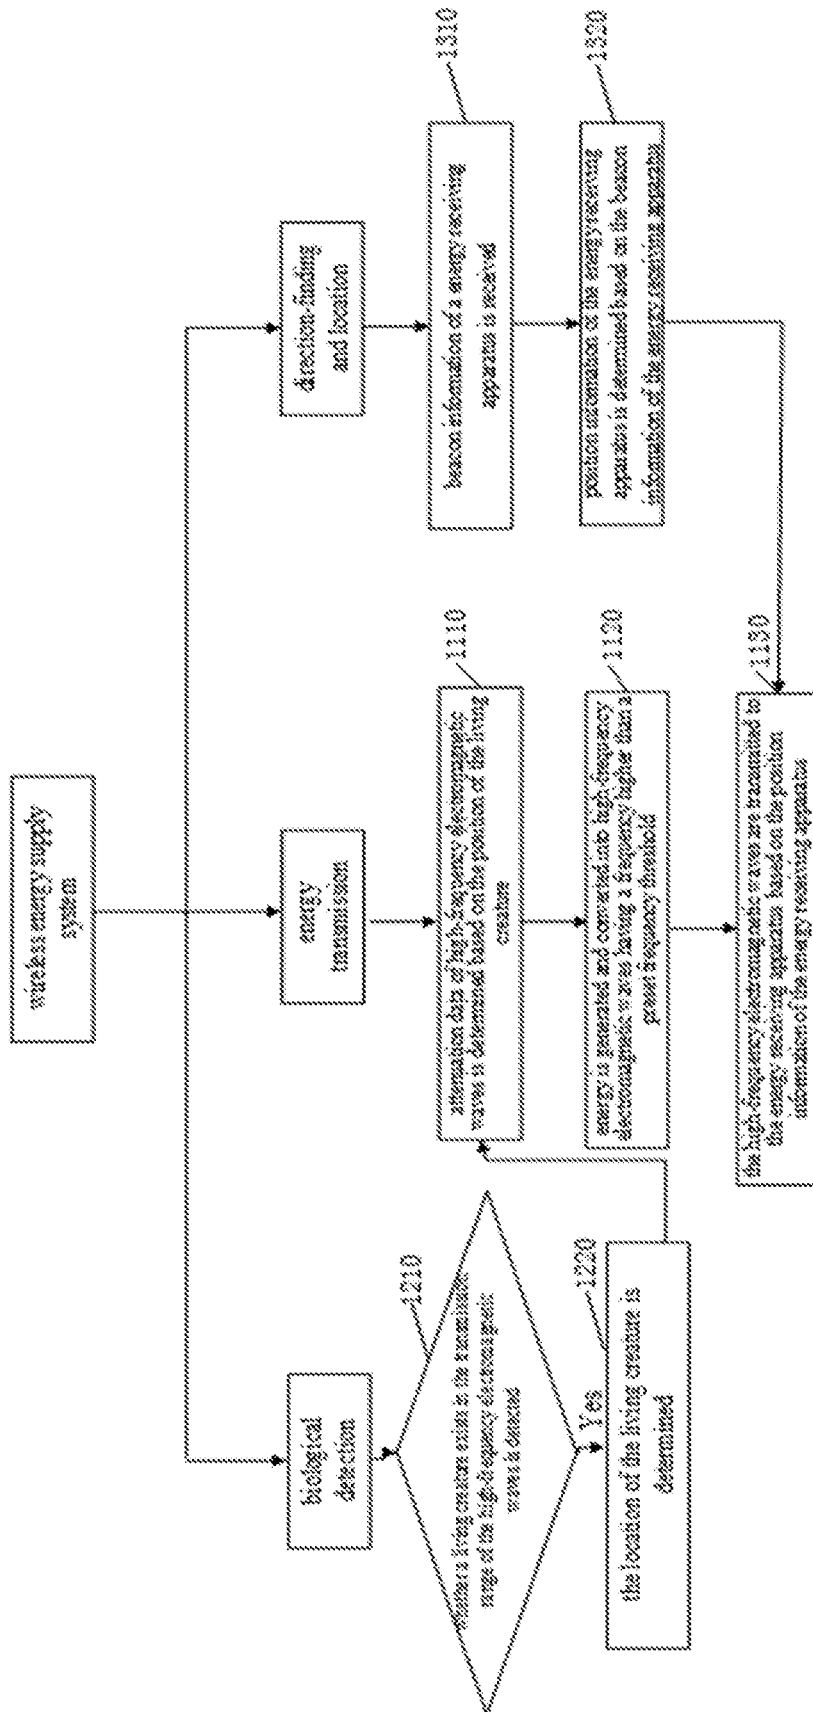 wireless energy supply
system
biological
detection
energy
transmission
direction-finding
and location
1210
whether a living creature exists in the transmissible
range of the high-frequency electromagnetic
waves is detected
Yes
1220
the location of the living creature is
determined
1110
attenuation data of high-frequency electromagnetic
waves is determined based on the position of the living
creature
1120
energy is generated and converted into high-frequency
electromagnetic waves having a frequency higher than a
preset frequency threshold
1130
the high-frequency electromagnetic waves are transmitted to
the energy receiving apparatus based on the position
information of the energy receiving apparatus
1310
beacon information of a energy receiving
apparatus is received
1320
position information of the energy receiving
apparatus is determined based on the beacon
information of the energy receiving apparatus